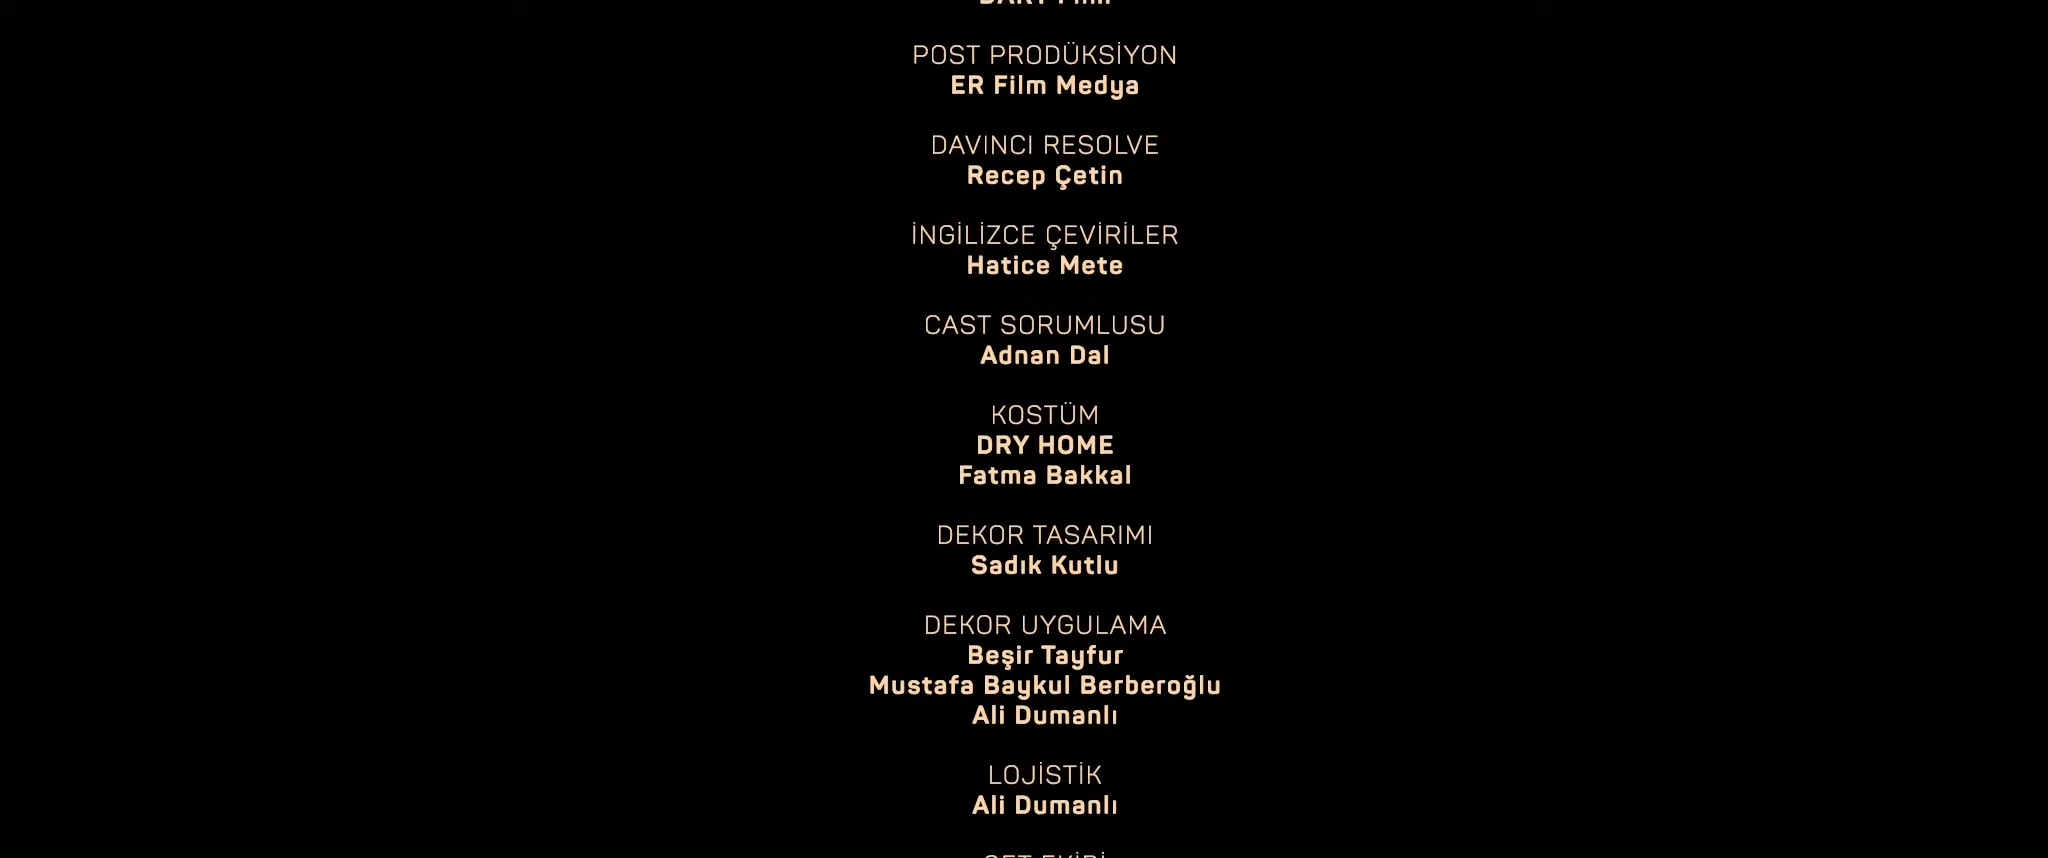 POST PRODÜKSİYON
ER Film Medya
DAVINCI RESOLVE
Recep Çetin
İNGİLİZCE ÇEVİRİLER
Hatice Mete
CAST SORUMLUSU
Adnan Dal
KOSTÜM
DRY HOME
Fatma Bakkal
DEKOR TASARIMI
Sadık Kutlu
DEKOR UYGULAMA
Beşir Tayfur
Mustafa Baykul Berberoğlu
Ali Dumanlı
LOJİSTİK
Ali Dumanlı